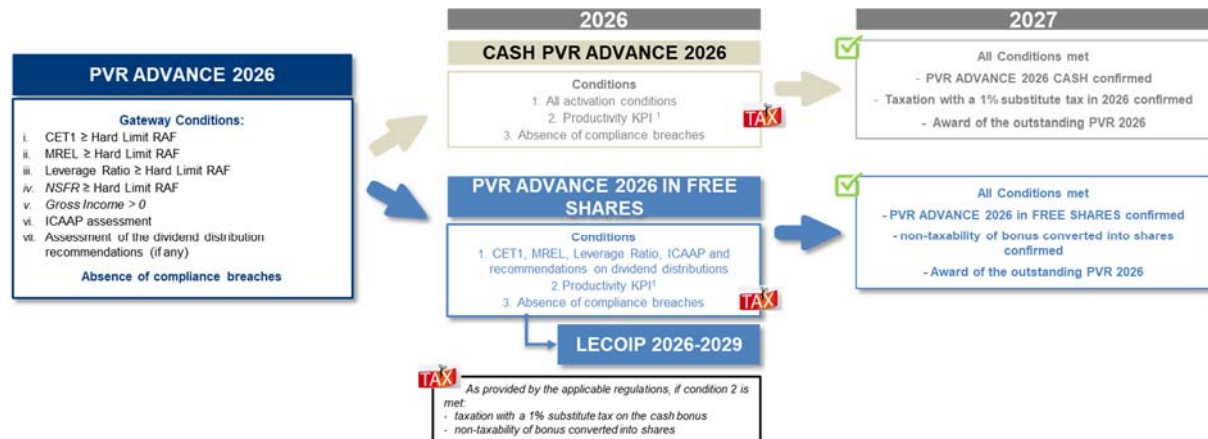 2026
2027
PVR ADVANCE 2026
Gateway Conditions:
i. CET1 ≥ Hard Limit RAF
ii. MREL ≥ Hard Limit RAF
iii. Leverage Ratio ≥ Hard Limit RAF
iv. NSFR ≥ Hard Limit RAF
v. Gross Income > 0
vi. ICAAP assessment
vii. Assessment of the dividend distribution
recommendations (if any)
Absence of compliance breaches
CASH PVR ADVANCE 2026
Conditions
1. All activation conditions
2. Productivity KPI 1
3. Absence of compliance breaches
TAX
All Conditions met
- PVR ADVANCE 2026 CASH confirmed
- Taxation with a 1% substitute tax in 2026 confirmed
- Award of the outstanding PVR 2026
PVR ADVANCE 2026 IN FREE
SHARES
Conditions
1. CET1, MREL, Leverage Ratio, ICAAP and
recommendations on dividend distributions
2. Productivity KPI1
3. Absence of compliance breaches
TAX
All Conditions met
- PVR ADVANCE 2026 in FREE SHARES confirmed
- non-taxability of bonus converted into shares
confirmed
- Award of the outstanding PVR 2026
LECOIP 2026-2029
TAX
As provided by the applicable regulations, if condition 2 is
met:
- taxation with a 1% substitute tax on the cash bonus
- non-taxability of bonus converted into shares